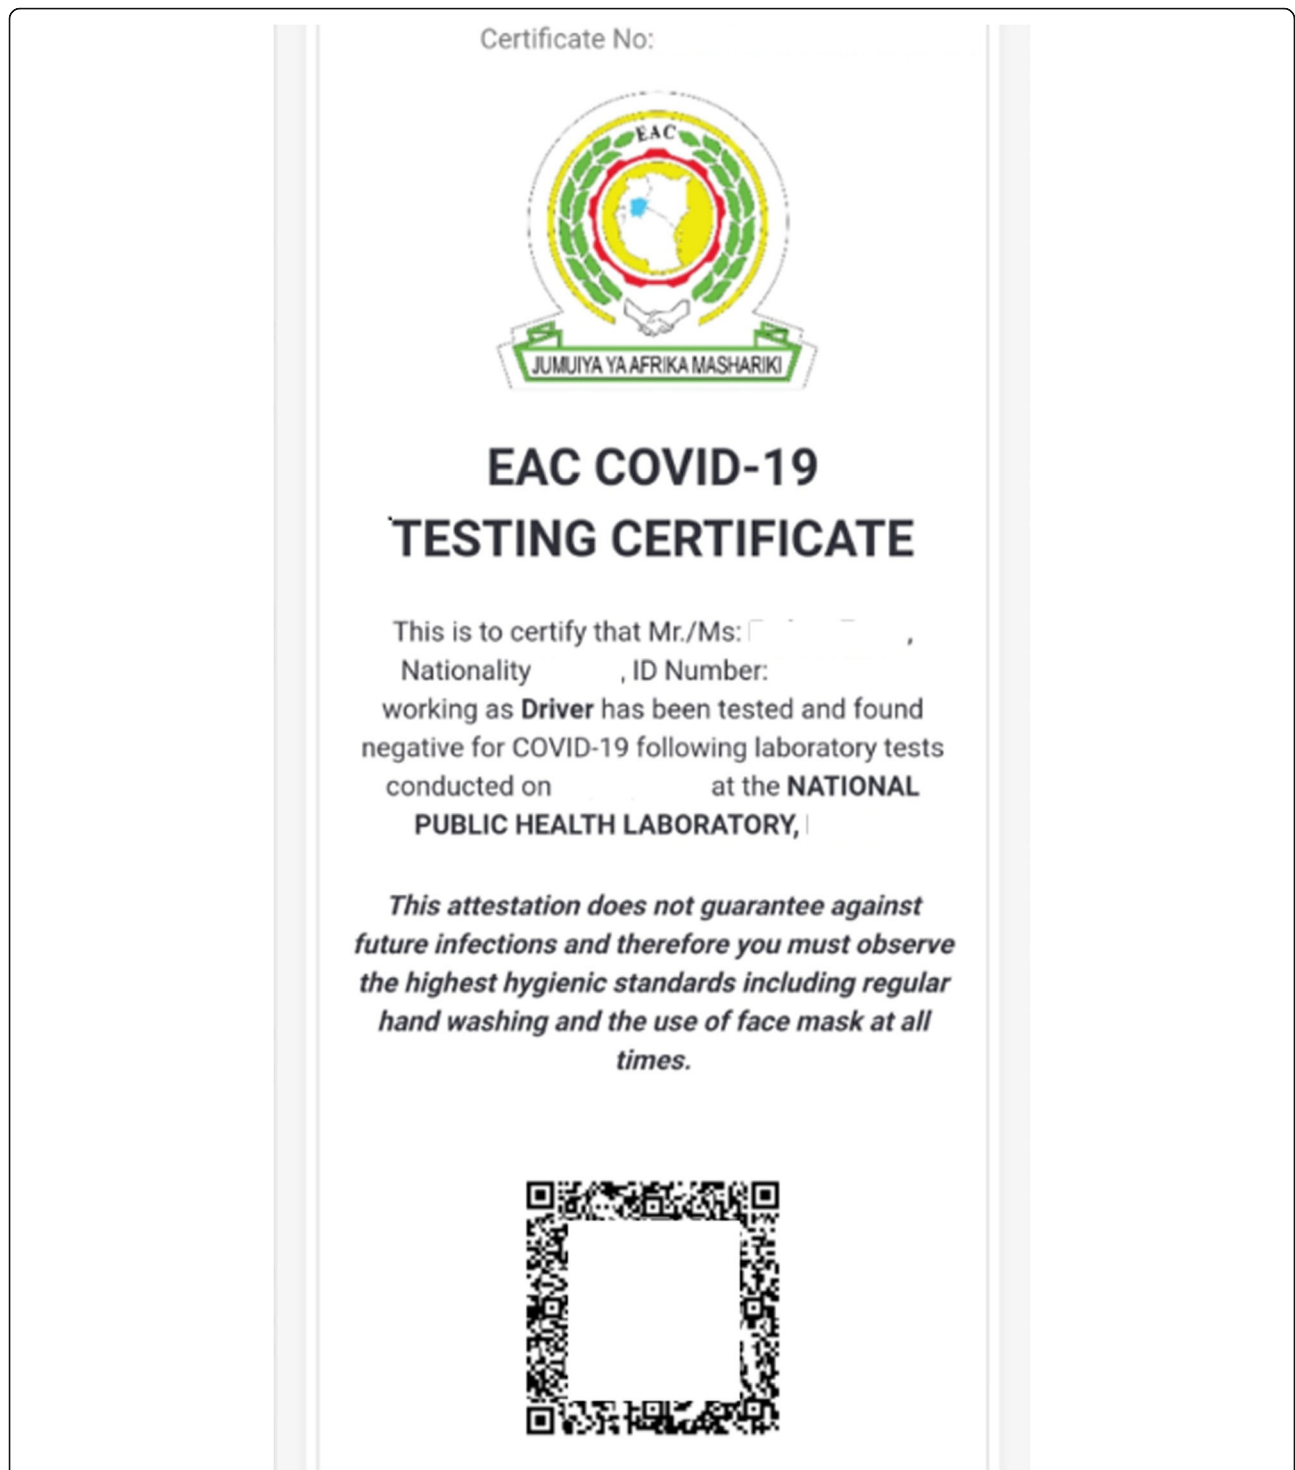 Certificate No:
EAC
JUMUIYA YA AFRIKA MASHARIKI
EAC COVID-19
TESTING CERTIFICATE
This is to certify that Mr./Ms: ,
Nationality , ID Number:
working as Driver has been tested and found
negative for COVID-19 following laboratory tests
conducted on at the NATIONAL
PUBLIC HEALTH LABORATORY,
This attestation does not guarantee against
future infections and therefore you must observe
the highest hygienic standards including regular
hand washing and the use of face mask at all
times.